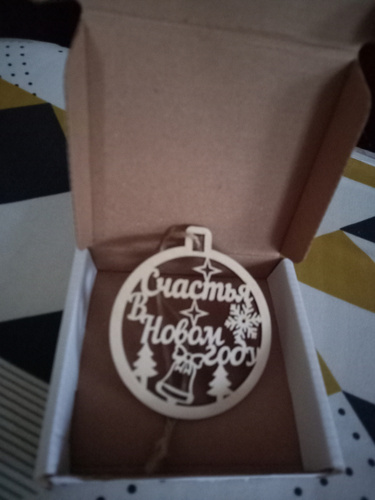 Счастья
В
Новом
году